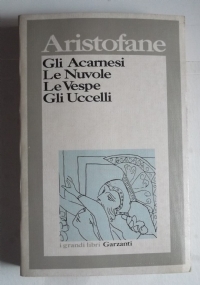 Aristofane
Gli Acarnesi
Le Nuvole
Le Vespe
Gli Uccelli
i grandi libri Garzanti